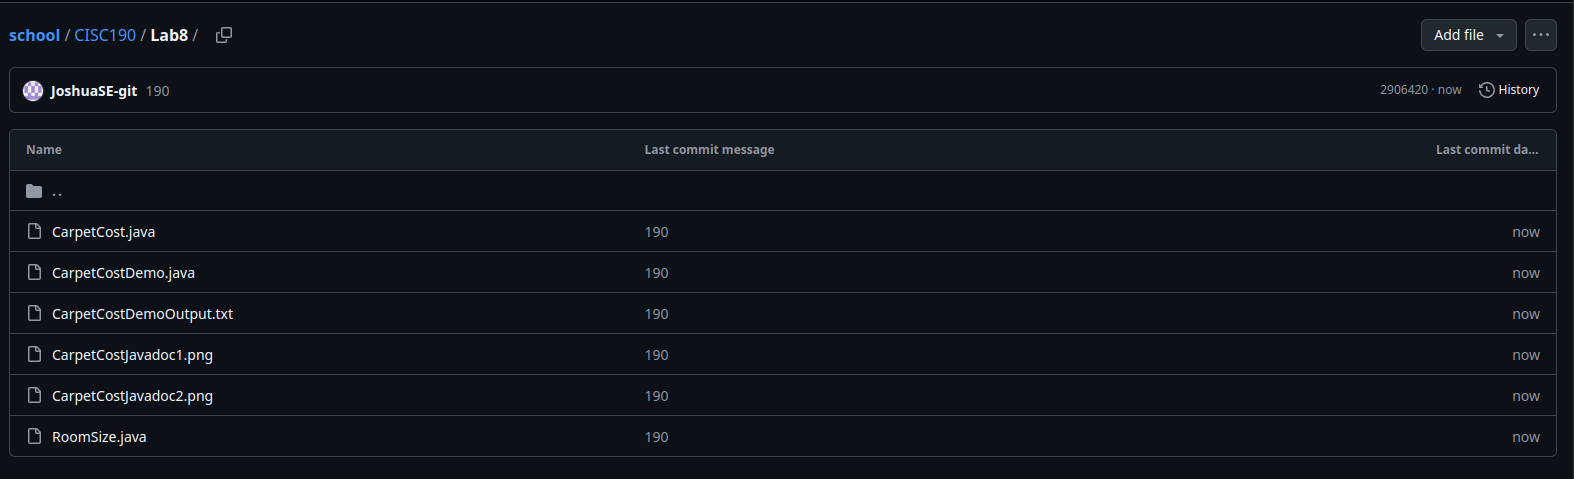 school / CISC190 / Lab8 /
Add file
JoshuaSE-git 190
2906420 · now
History
Name Last commit message Last commit da...
..
CarpetCost.java 190 now
CarpetCostDemo.java 190 now
CarpetCostDemoOutput.txt 190 now
CarpetCostJavadoc1.png 190 now
CarpetCostJavadoc2.png 190 now
RoomSize.java 190 now